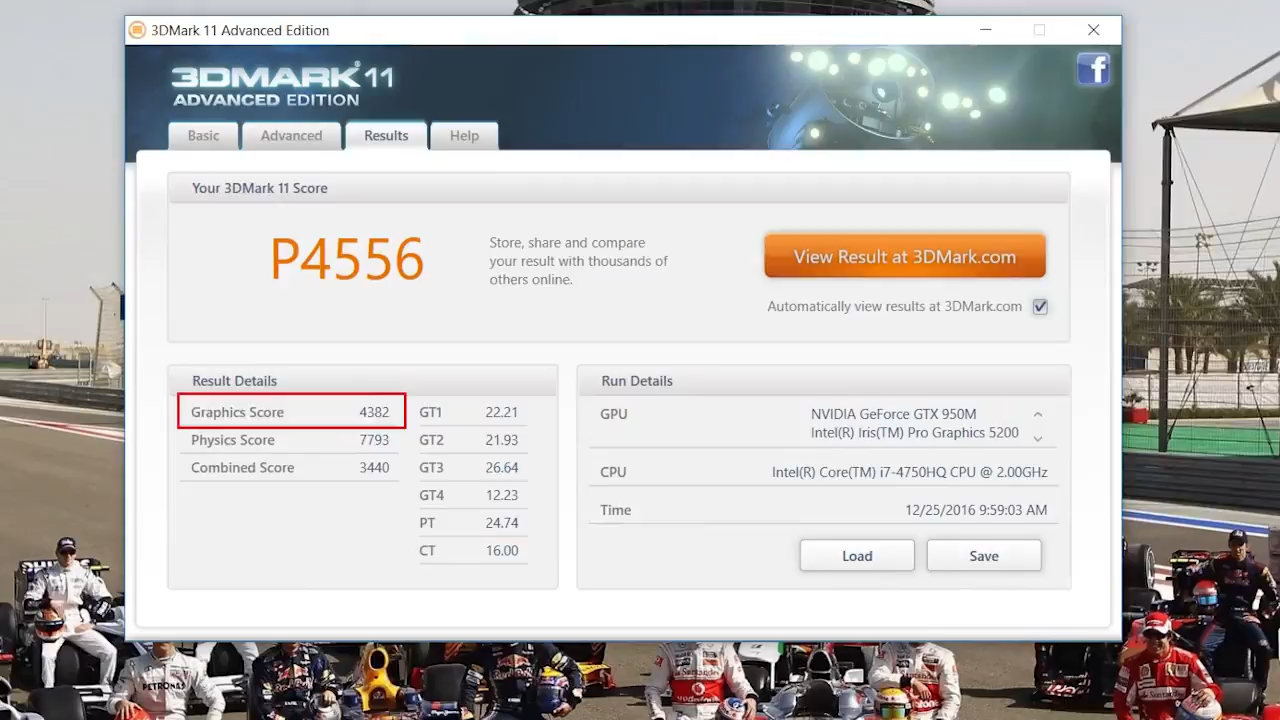 3DMark 11 Advanced Edition
3DMARK® 11
ADVANCED EDITION
f
Basic
Advanced
Results
Help
Your 3DMark 11 Score
P4556
Store, share and compare
your result with thousands of
others online.
View Result at 3DMark.com
Automatically view results at 3DMark.com
Result Details
Graphics Score 4382
Physics Score 7793
Combined Score 3440
GT1 22.21
GT2 21.93
GT3 26.64
GT4 12.23
PT 24.74
CT 16.00
Run Details
GPU NVIDIA GeForce GTX 950M
Intel(R) Iris(TM) Pro Graphics 5200
CPU Intel(R) Core(TM) i7-4750HQ CPU @ 2.00GHz
Time 12/25/2016 9:59:03 AM
Load
Save
PETRONAS
Santander